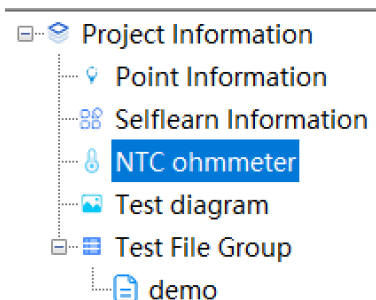 Project Information
Point Information
Selflearn Information
NTC ohmmeter
Test diagram
Test File Group
demo